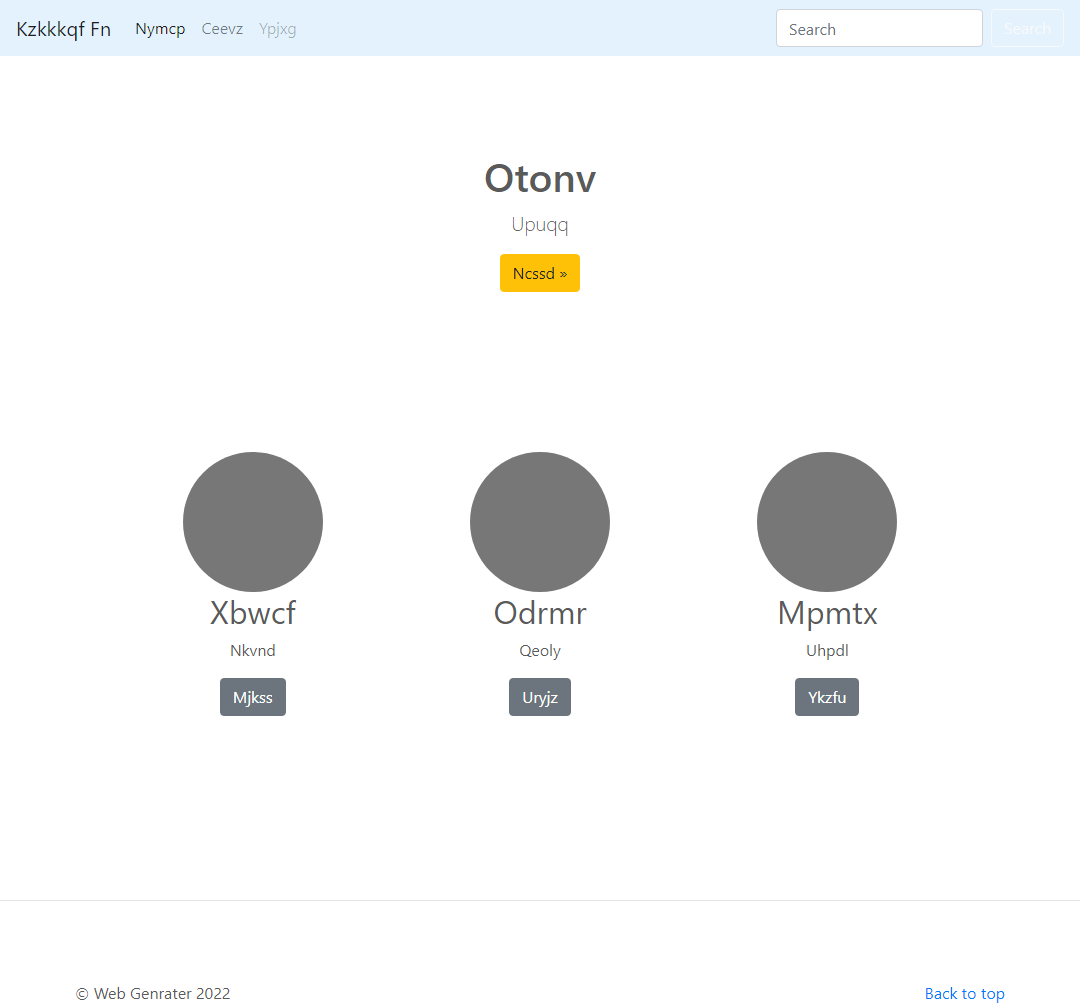 Kzkkkqf Fn Nymcp Ceevz Ypjxg Search Search
Otonv
Upuqq
Ncssd »
Xbwcf Odrmr Mpmtx
Nkvnd Qeoly Uhpdl
Mjkss Uryjz Ykzfu
© Web Genrater 2022 Back to top